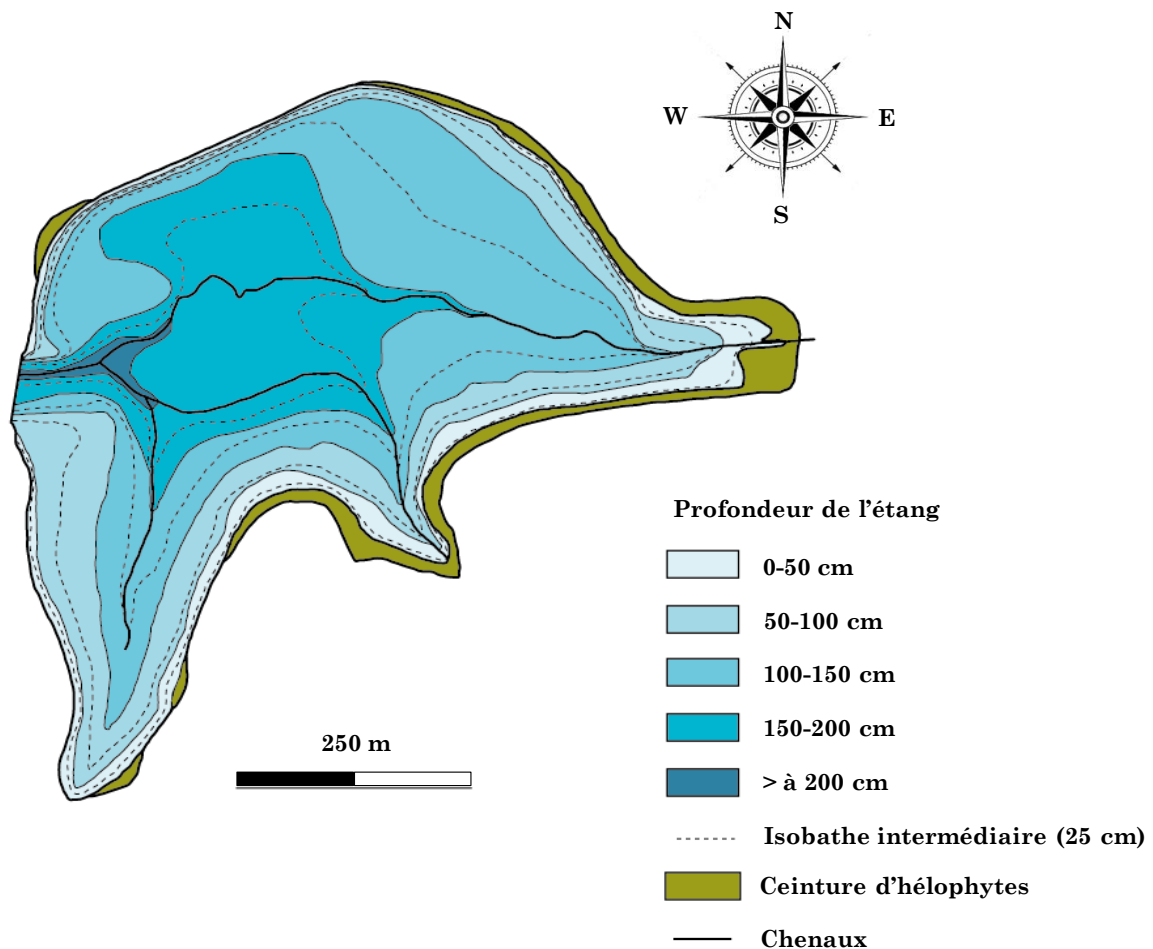 N
W
E
S
Profondeur de l'étang
0-50 cm
50-100 cm
100-150 cm
150-200 cm
250 m
> à 200 cm
Isobathe intermédiaire (25 cm)
Ceinture d'hélophytes
Chenaux